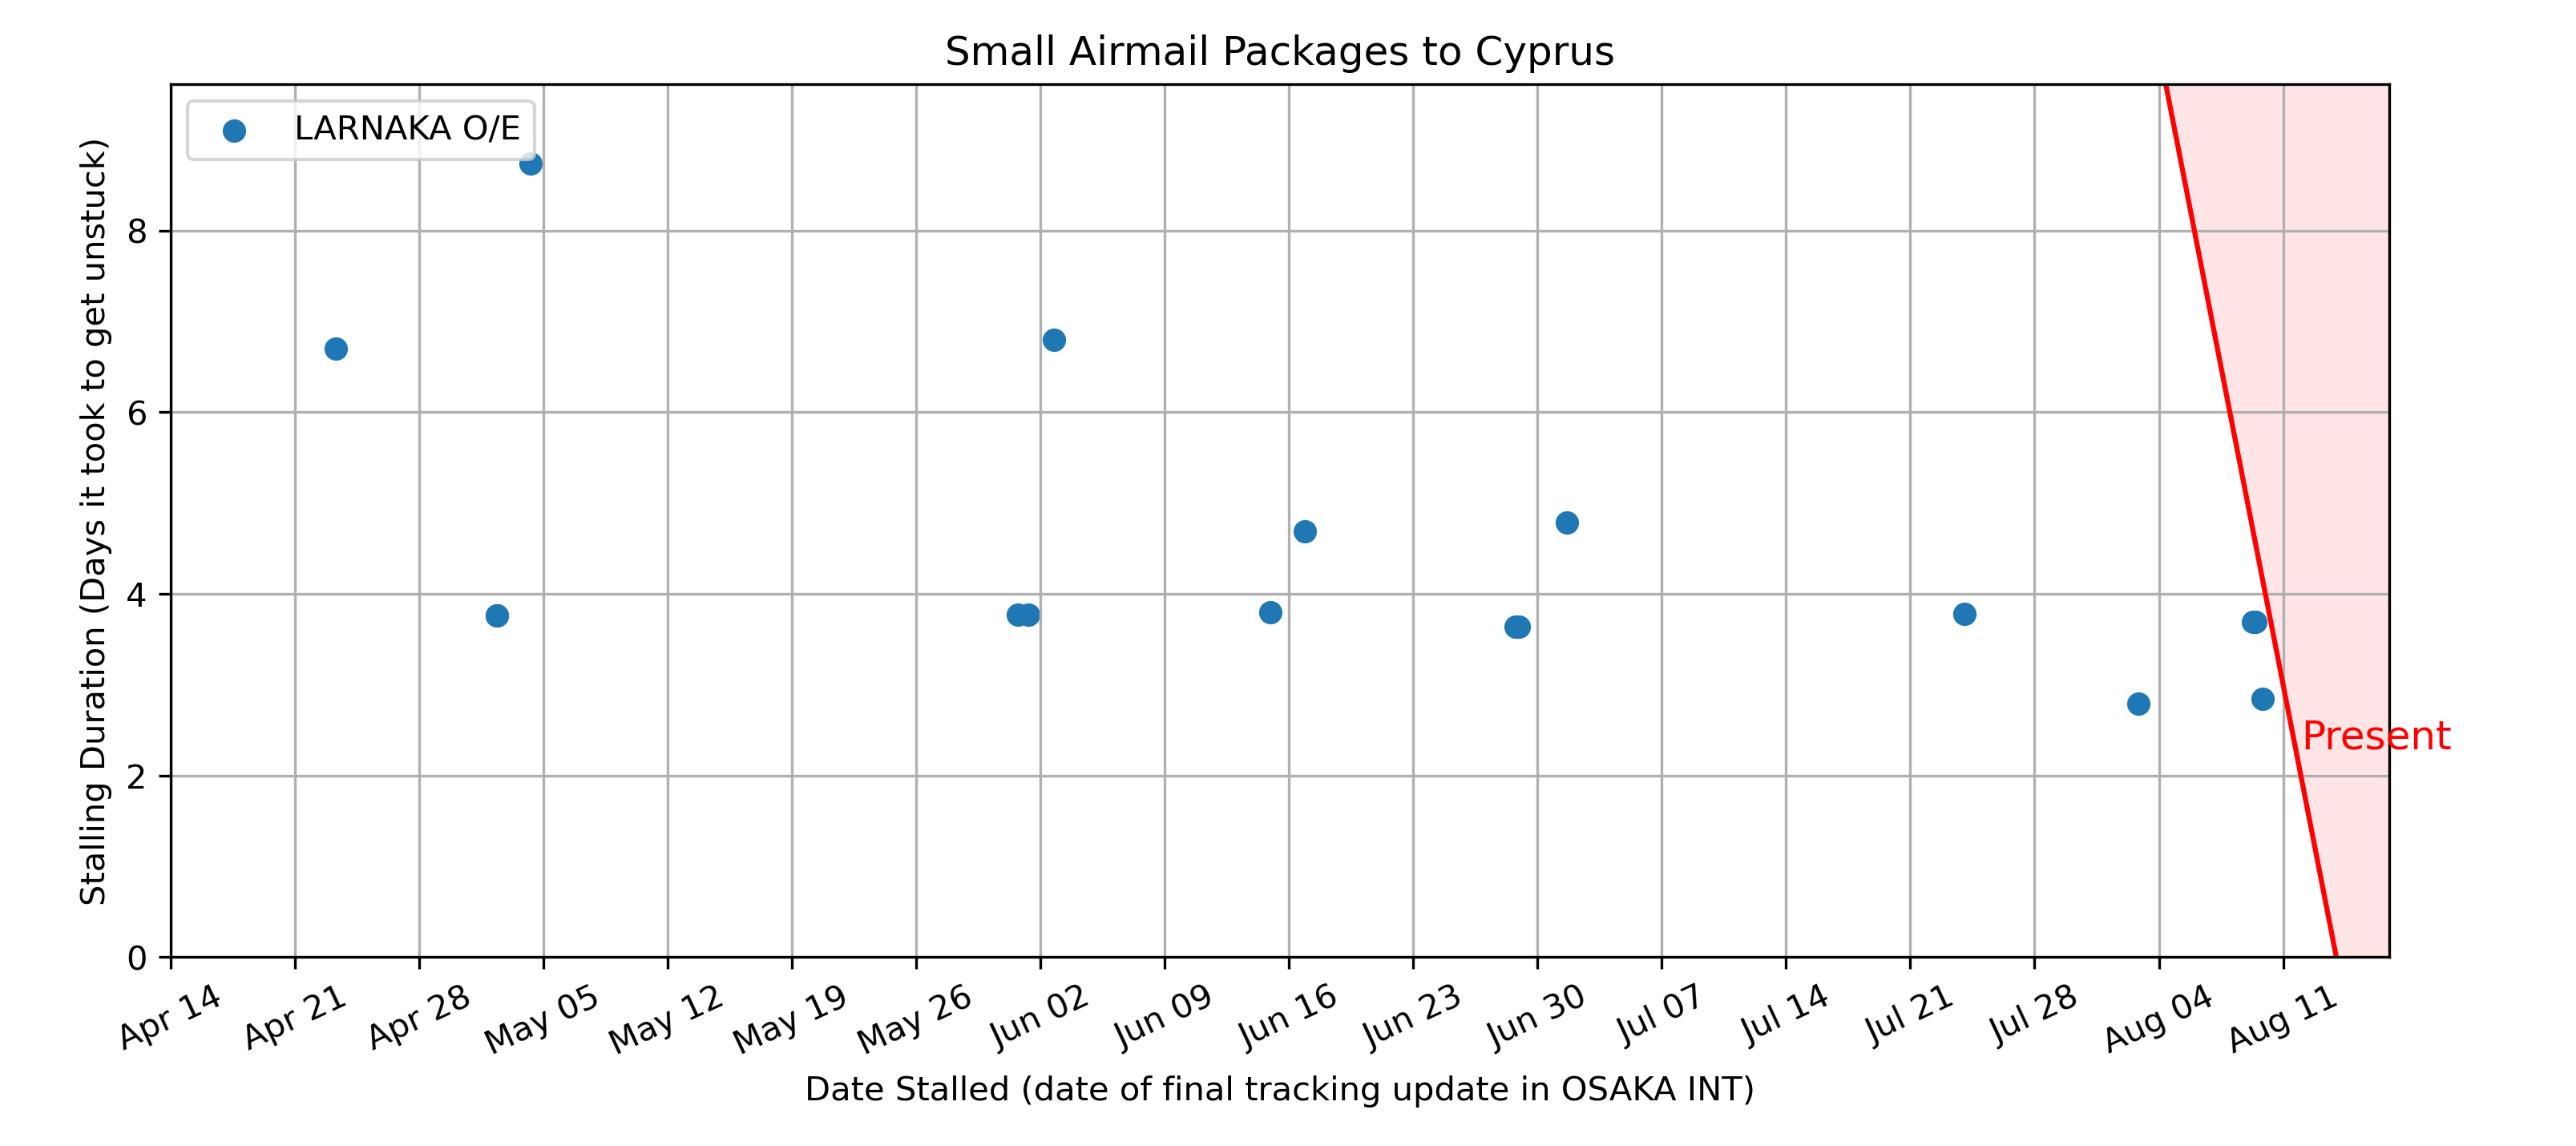 Small Airmail Packages to Cyprus
LARNAKA O/E
Stalling Duration (Days it took to get unstuck)
8
6
4
2
0
Present
Apr 14
Apr 21
Apr 28
May 05
May 12
May 19
May 26
Jun 02
Jun 09
Jun 16
Jun 23
Jun 30
Jul 07
Jul 14
Jul 21
Jul 28
Aug 04
Aug 11
Date Stalled (date of final tracking update in OSAKA INT)